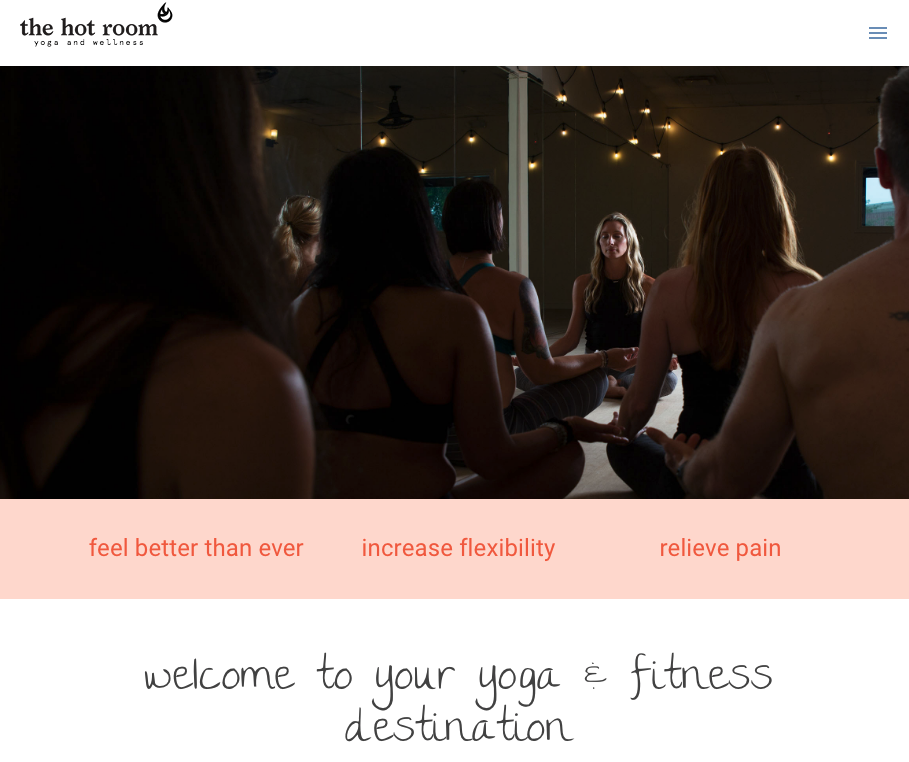 the hot room
yoga and wellness
feel better than ever
increase flexibility
relieve pain
welcome to your yoga & fitness
destination